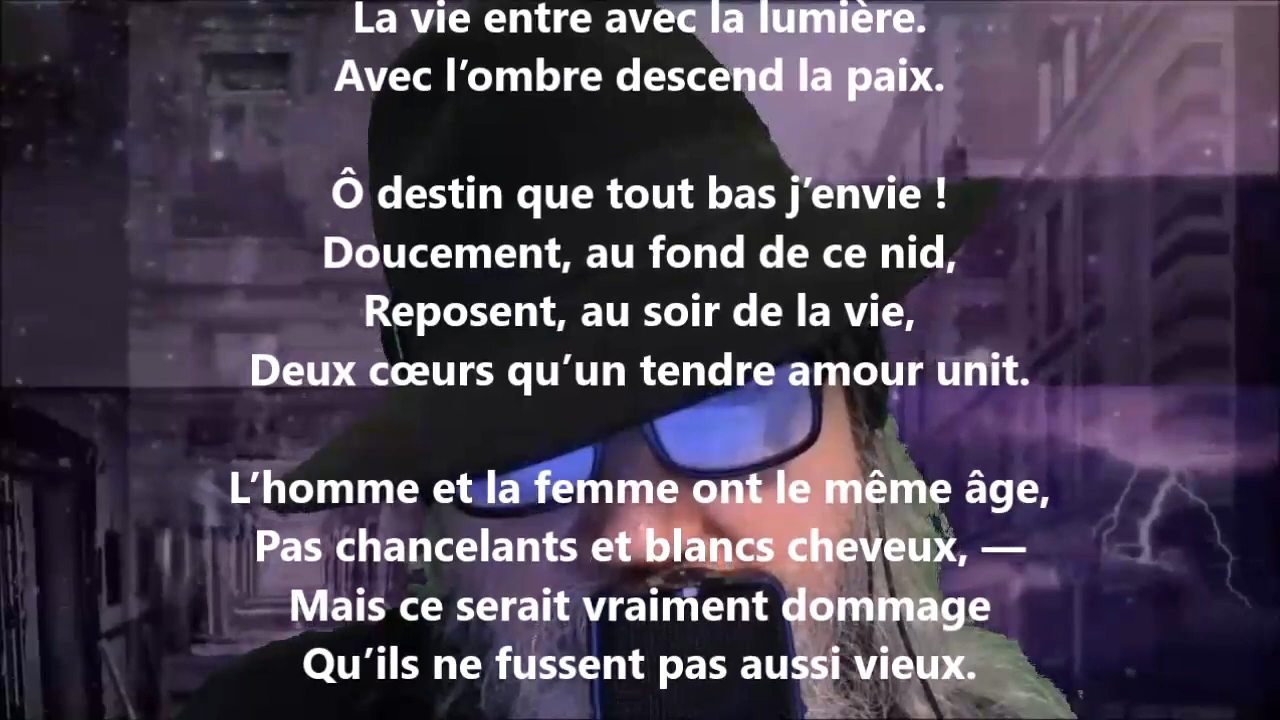 La vie entre avec la lumière.
Avec l’ombre descend la paix.
Ô destin que tout bas j’envie !
Doucement, au fond de ce nid,
Reposent, au soir de la vie,
Deux cœurs qu’un tendre amour unit.
L’homme et la femme ont le même âge,
Pas chancelants et blancs cheveux, —
Mais ce serait vraiment dommage
Qu’ils ne fussent pas aussi vieux.